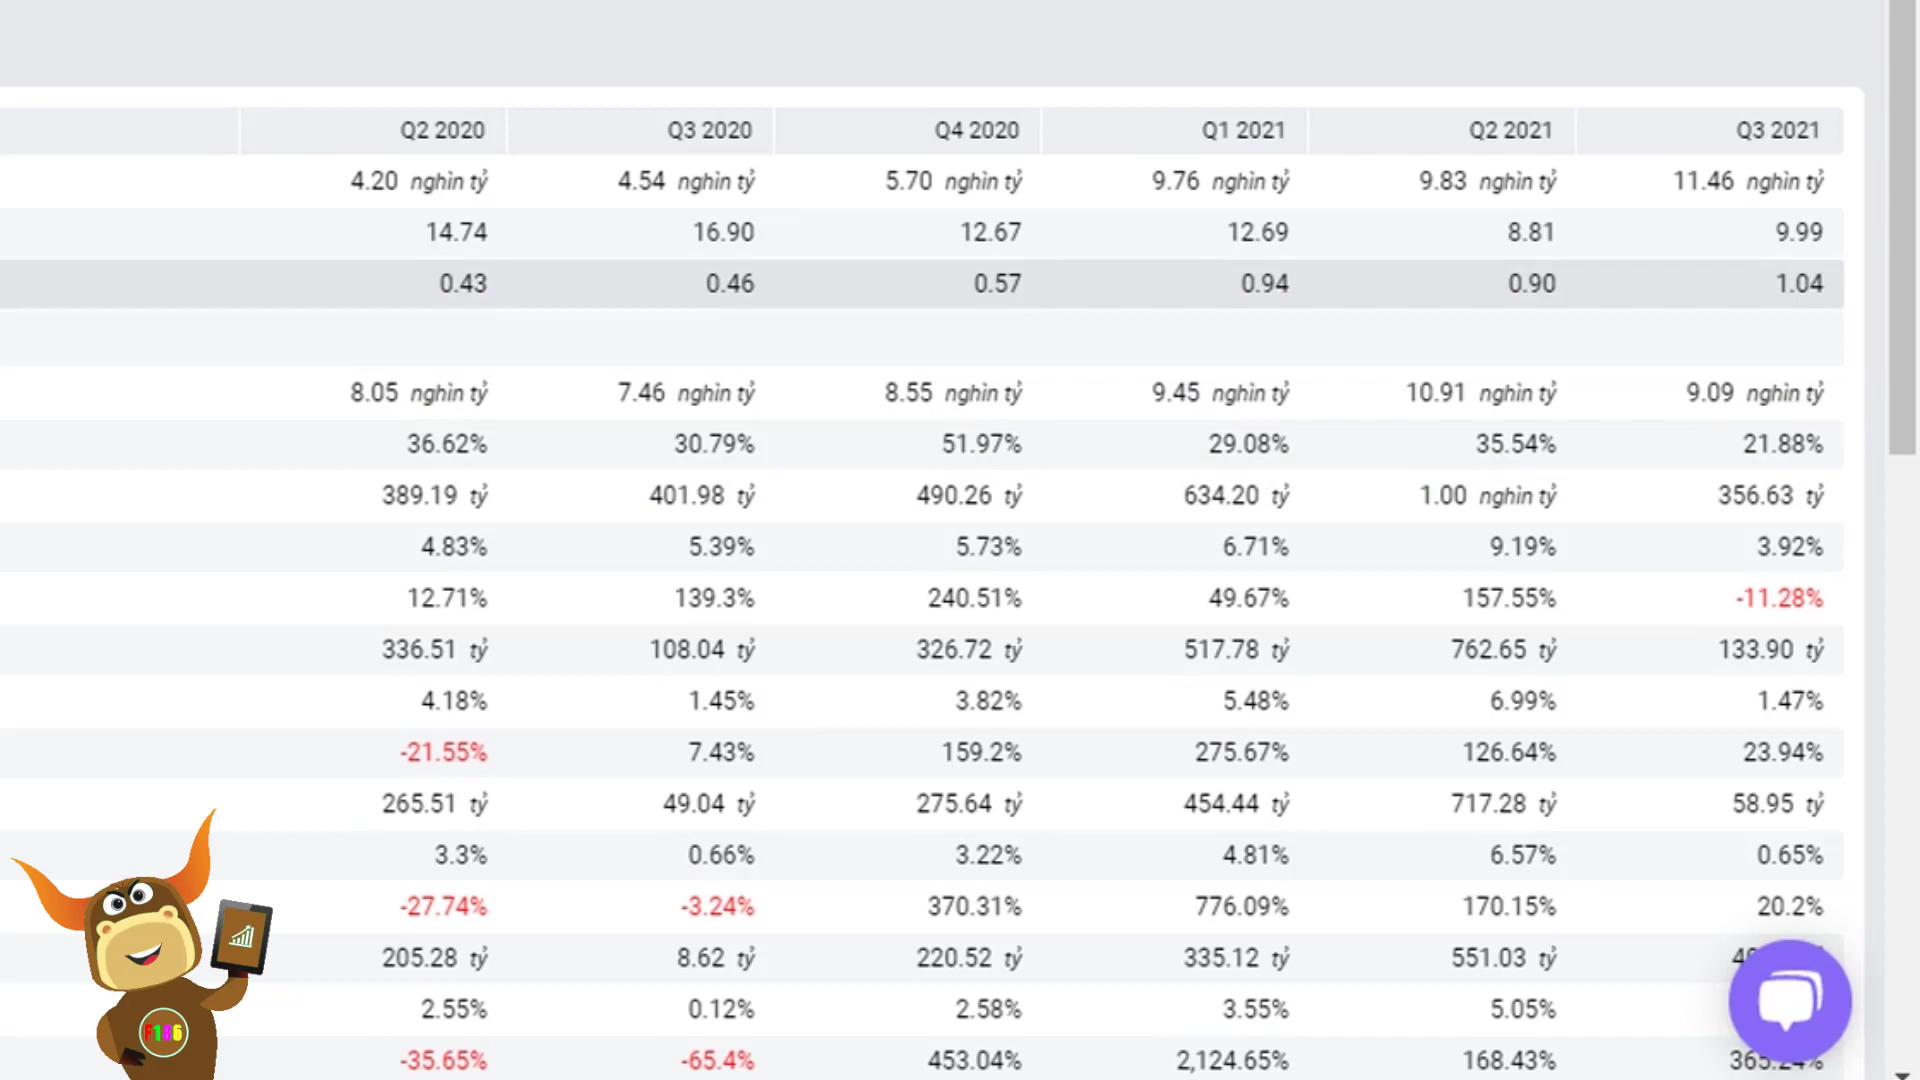 Q2 2020 Q3 2020 Q4 2020 Q1 2021 Q2 2021 Q3 2021
4.20 nghìn tỷ 4.54 nghìn tỷ 5.70 nghìn tỷ 9.76 nghìn tỷ 9.83 nghìn tỷ 11.46 nghìn tỷ
14.74 16.90 12.67 12.69 8.81 9.99
0.43 0.46 0.57 0.94 0.90 1.04
8.05 nghìn tỷ 7.46 nghìn tỷ 8.55 nghìn tỷ 9.45 nghìn tỷ 10.91 nghìn tỷ 9.09 nghìn tỷ
36.62% 30.79% 51.97% 29.08% 35.54% 21.88%
389.19 tỷ 401.98 tỷ 490.26 tỷ 634.20 tỷ 1.00 nghìn tỷ 356.63 tỷ
4.83% 5.39% 5.73% 6.71% 9.19% 3.92%
12.71% 139.3% 240.51% 49.67% 157.55% -11.28%
336.51 tỷ 108.04 tỷ 326.72 tỷ 517.78 tỷ 762.65 tỷ 133.90 tỷ
4.18% 1.45% 3.82% 5.48% 6.99% 1.47%
-21.55% 7.43% 159.2% 275.67% 126.64% 23.94%
265.51 tỷ 49.04 tỷ 275.64 tỷ 454.44 tỷ 717.28 tỷ 58.95 tỷ
3.3% 0.66% 3.22% 4.81% 6.57% 0.65%
-27.74% -3.24% 370.31% 776.09% 170.15% 20.2%
205.28 tỷ 8.62 tỷ 220.52 tỷ 335.12 tỷ 551.03 tỷ
2.55% 0.12% 2.58% 3.55% 5.05%
F186
-35.65% -65.4% 453.04% 2,124.65% 168.43%